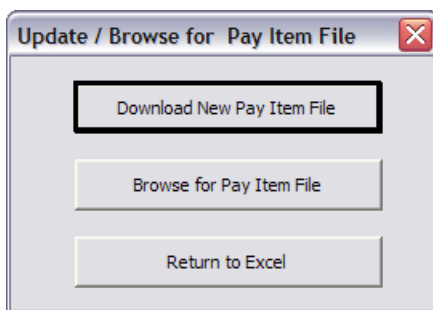 Update / Browse for  Pay Item File
Download New Pay Item File
Browse for Pay Item File
Return to Excel